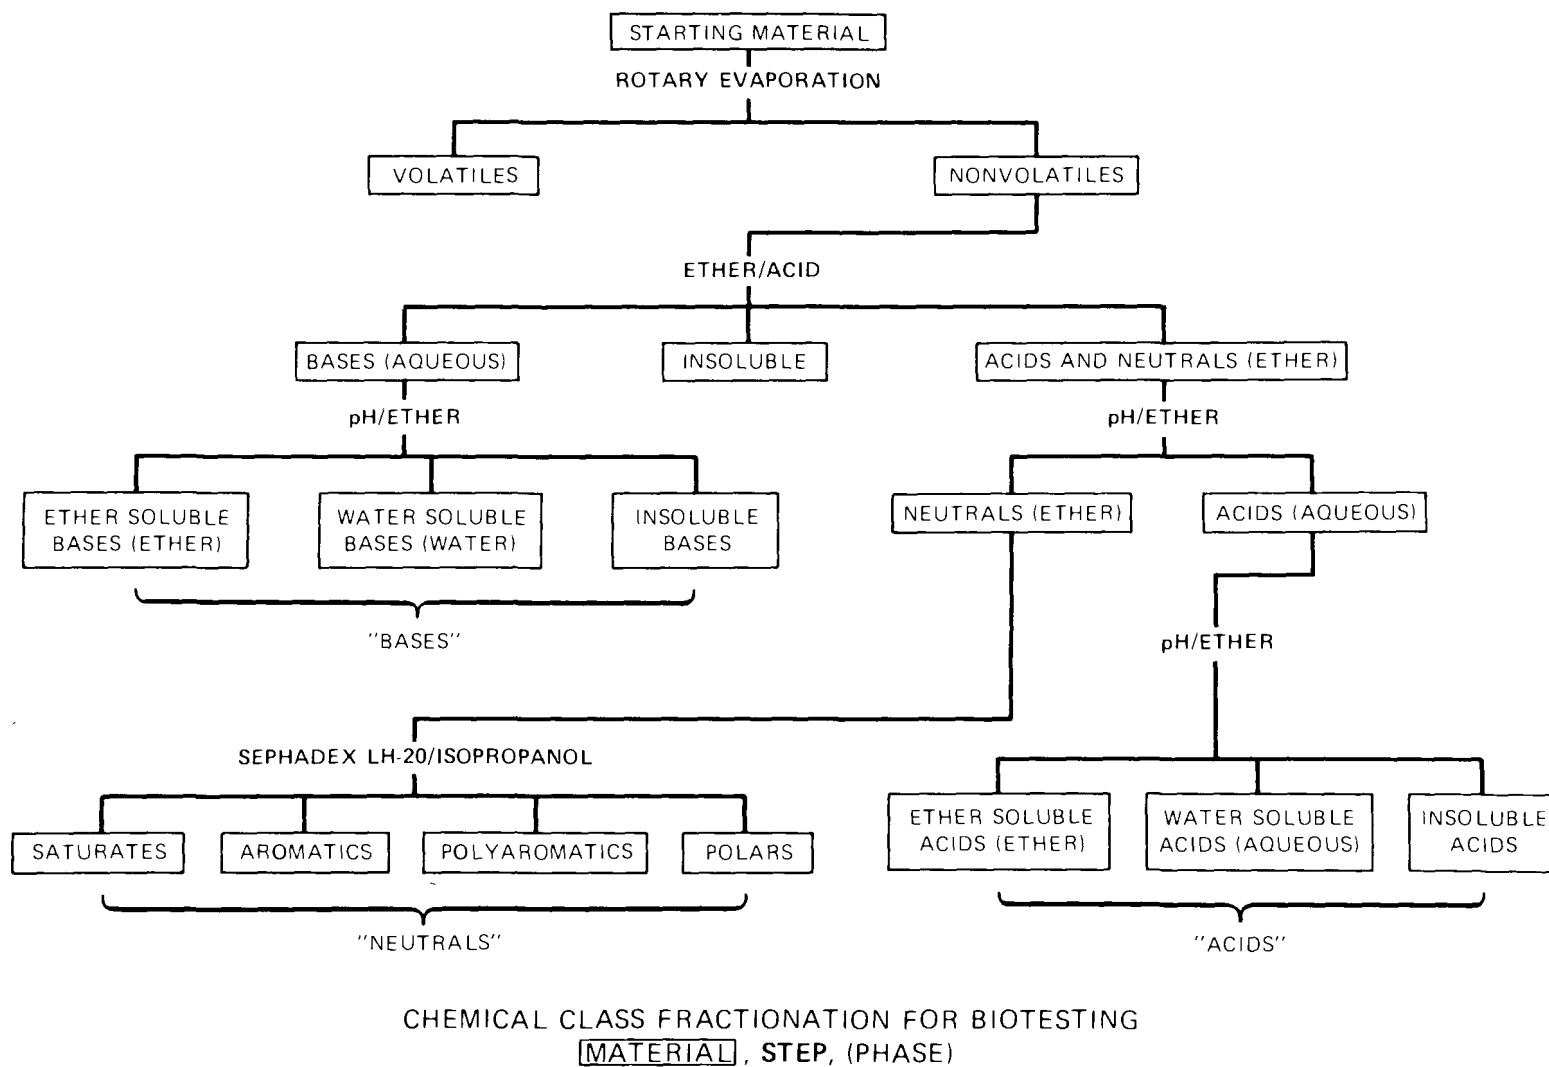 STARTING MATERIAL
ROTARY EVAPORATION
VOLATILES
NONVOLATILES
ETHER/ACID
BASES (AQUEOUS)
INSOLUBLE
ACIDS AND NEUTRALS (ETHER)
pH/ETHER
pH/ETHER
ETHER SOLUBLE
BASES (ETHER)
WATER SOLUBLE
BASES (WATER)
INSOLUBLE
BASES
NEUTRALS (ETHER)
ACIDS (AQUEOUS)
"BASES"
pH/ETHER
SEPHADEX LH-20/ISOPROPANOL
SATURATES
AROMATICS
POLYAROMATICS
POLARS
ETHER SOLUBLE
ACIDS (ETHER)
WATER SOLUBLE
ACIDS (AQUEOUS)
INSOLUBLE
ACIDS
"NEUTRALS"
"ACIDS"
CHEMICAL CLASS FRACTIONATION FOR BIOTESTING
MATERIAL, STEP, (PHASE)